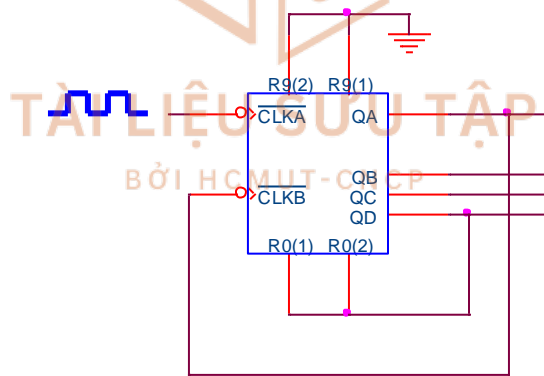 R9(2) R9(1)
TÀI LIỆU SƯU TẬP
CLKA QA
BỞI HCMUT-CNCP
QB
CLKB QC
QD
R0(1) R0(2)